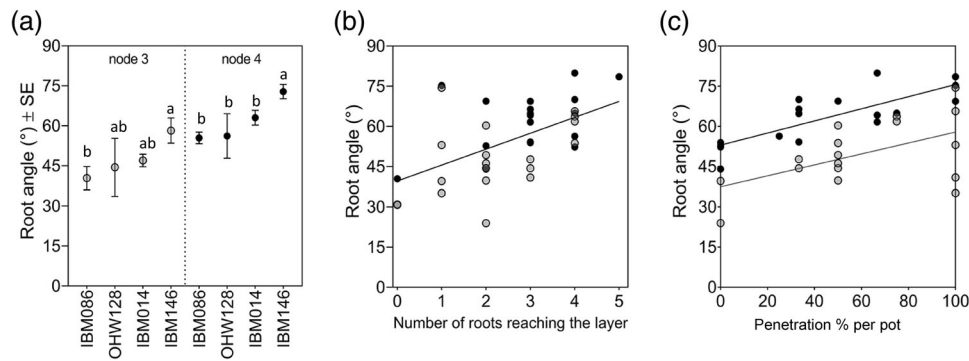 (a)
90
75
60
45
30
15
0
Root angle (°) ± SE
node 3
node 4
b
ab
ab
a
b
b
a
a
IBM086
OHW128
IBM014
IBM146
IBM086
OHW128
IBM014
IBM146
(b)
90
75
60
45
30
15
0
Root angle (°)
0 1 2 3 4 5
Number of roots reaching the layer
(c)
90
75
60
45
30
15
0
Root angle (°)
0 20 40 60 80 100
Penetration % per pot